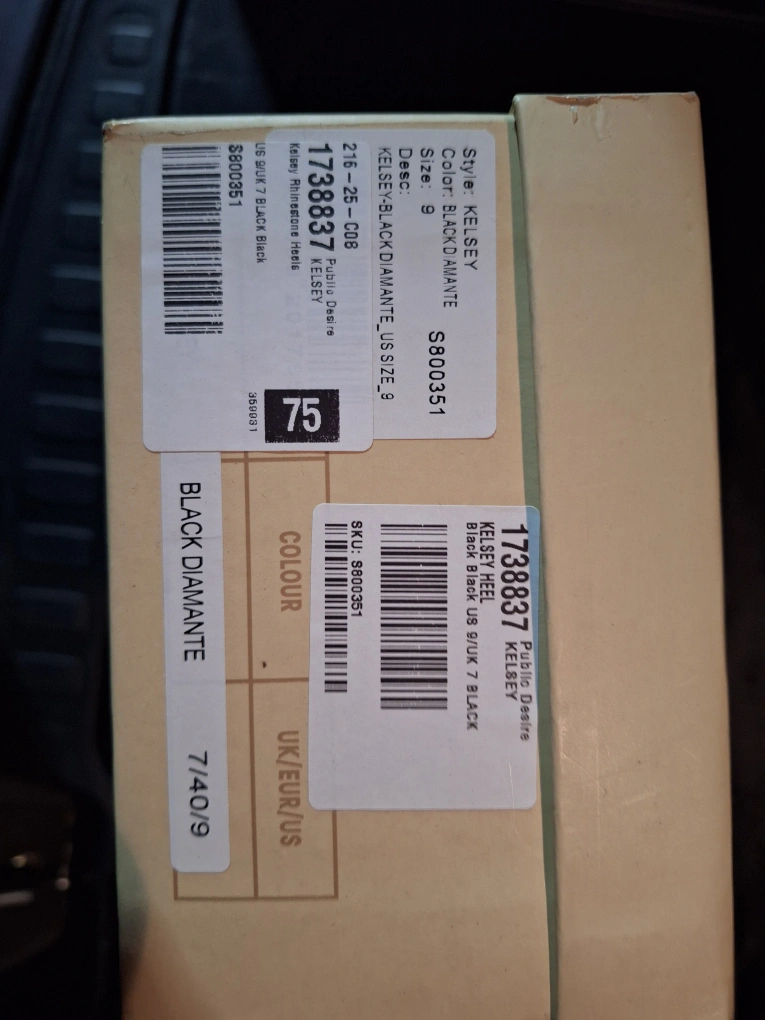 Style: KELSEY
Color: BLACK DIAMANTE
Size: 9
S800351
Desc:
KELSEY-BLACK DIAMANTE_US SIZE_9
216-25-C08
1738837 Public Desire
KELSEY
Kelsey Rhinestone Heels
US 9/UK 7 BLACK Black
S800351
75
359931
1738837 Public Desire
KELSEY
KELSEY HEEL
Black Black US 9/UK 7 BLACK
SKU: S800351
COLOUR
UK/EUR/US
BLACK DIAMANTE
7/40/9